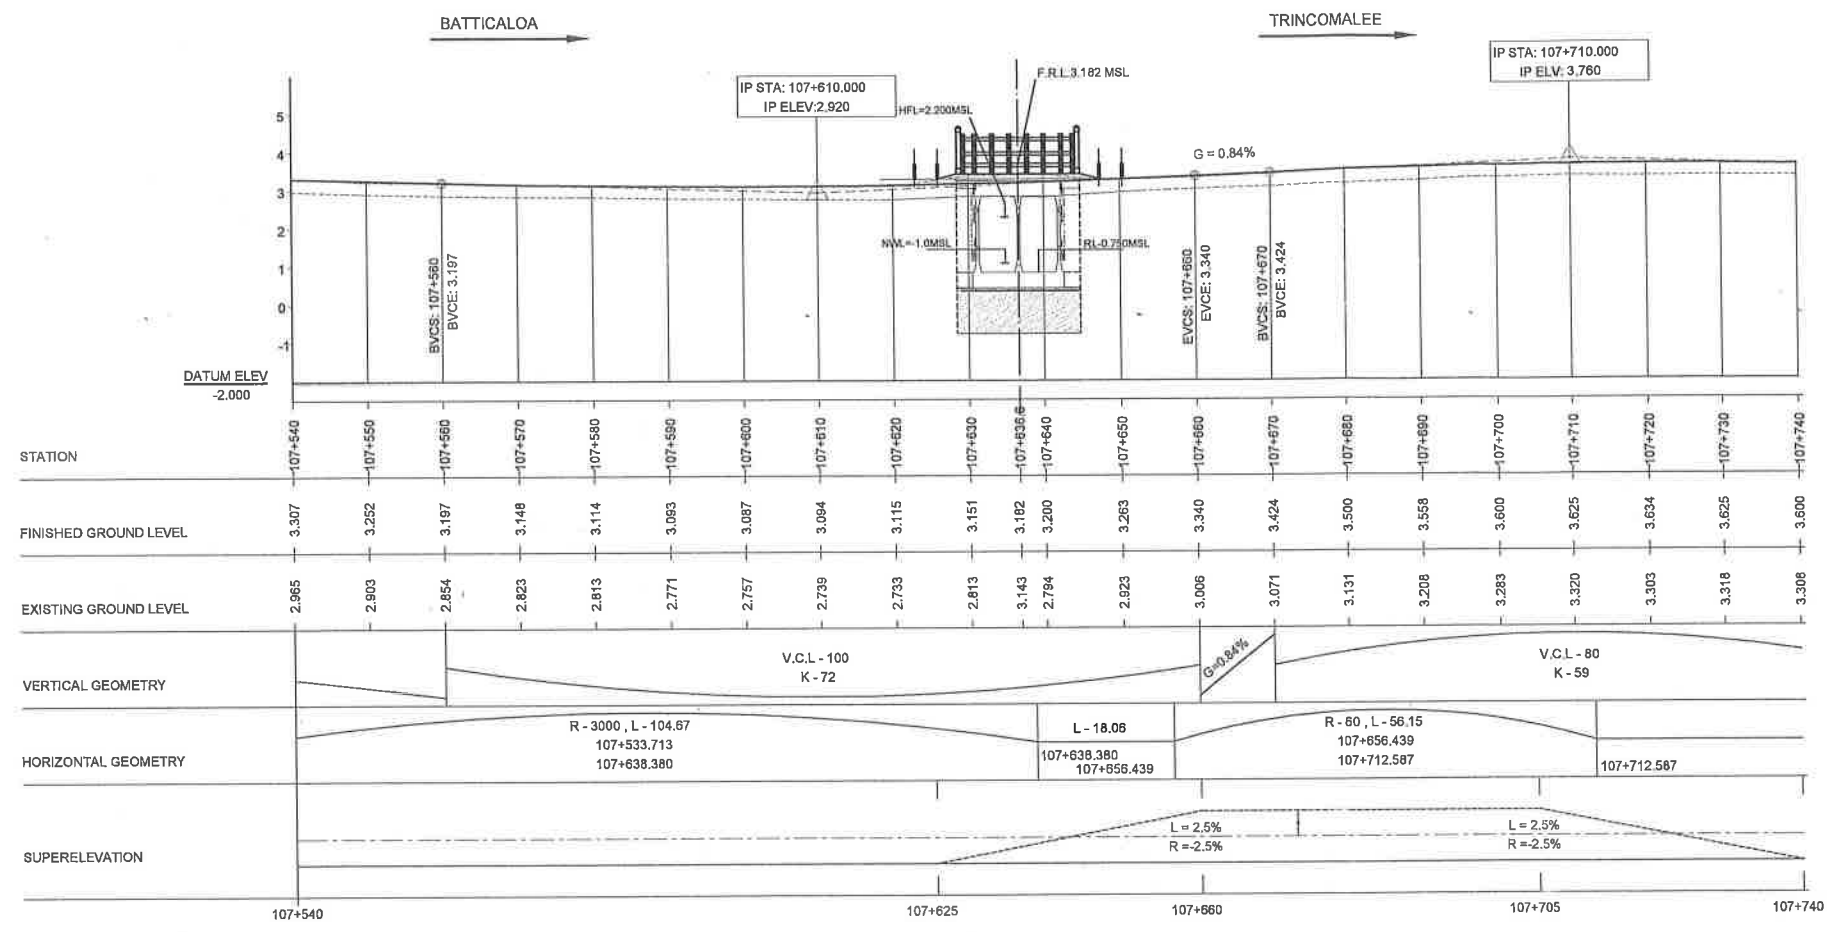 BATTICALOA
TRINCOMALEE
IP STA: 107+610.000
IP ELEV:2.920
HFL=2.200MSL
F.R.L.3.182 MSL
IP STA: 107+710.000
IP ELV: 3.760
G = 0.84%
5
4
3
2
1
0
-1
NWL=-1.0MSL
RL-0.750MSL
BVCS: 107+560
BVCE: 3.197
EVCS: 107+660
EVCE: 3.340
BVCS: 107+670
BVCE: 3.424
DATUM ELEV
-2.000
STATION
107+540 107+550 107+560 107+570 107+580 107+590 107+600 107+610 107+620 107+630 107+636.6 107+640 107+650 107+660 107+670 107+680 107+690 107+700 107+710 107+720 107+730 107+740
FINISHED GROUND LEVEL
3.307 3.252 3.197 3.148 3.114 3.093 3.087 3.094 3.115 3.151 3.182 3.200 3.263 3.340 3.424 3.500 3.558 3.600 3.625 3.634 3.625 3.600
EXISTING GROUND LEVEL
2.965 2.903 2.854 2.823 2.813 2.771 2.757 2.739 2.733 2.813 3.143 2.794 2.923 3.006 3.071 3.131 3.208 3.283 3.320 3.303 3.318 3.308
VERTICAL GEOMETRY
V.C.L - 100
K - 72
G=0.84%
V.C.L - 80
K - 59
HORIZONTAL GEOMETRY
R - 3000 , L - 104.67
107+533.713
107+638.380
L - 18.06
107+638.380
107+656.439
R - 60 , L - 56.15
107+656.439
107+712.587
107+712.587
SUPERELEVATION
L = 2.5%
R =-2.5%
L = 2.5%
R =-2.5%
107+540 107+625 107+660 107+705 107+740